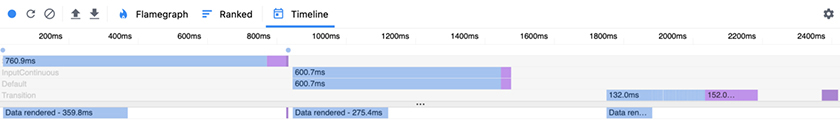 Flamegraph Ranked Timeline
200ms 400ms 600ms 800ms 1000ms 1200ms 1400ms 1600ms 1800ms 2000ms 2200ms 2400ms
760.9ms
InputContinuous 600.7ms
Default 600.7ms
Transition 132.0ms 152.0...
Data rendered - 359.8ms Data rendered - 275.4ms Data ren...